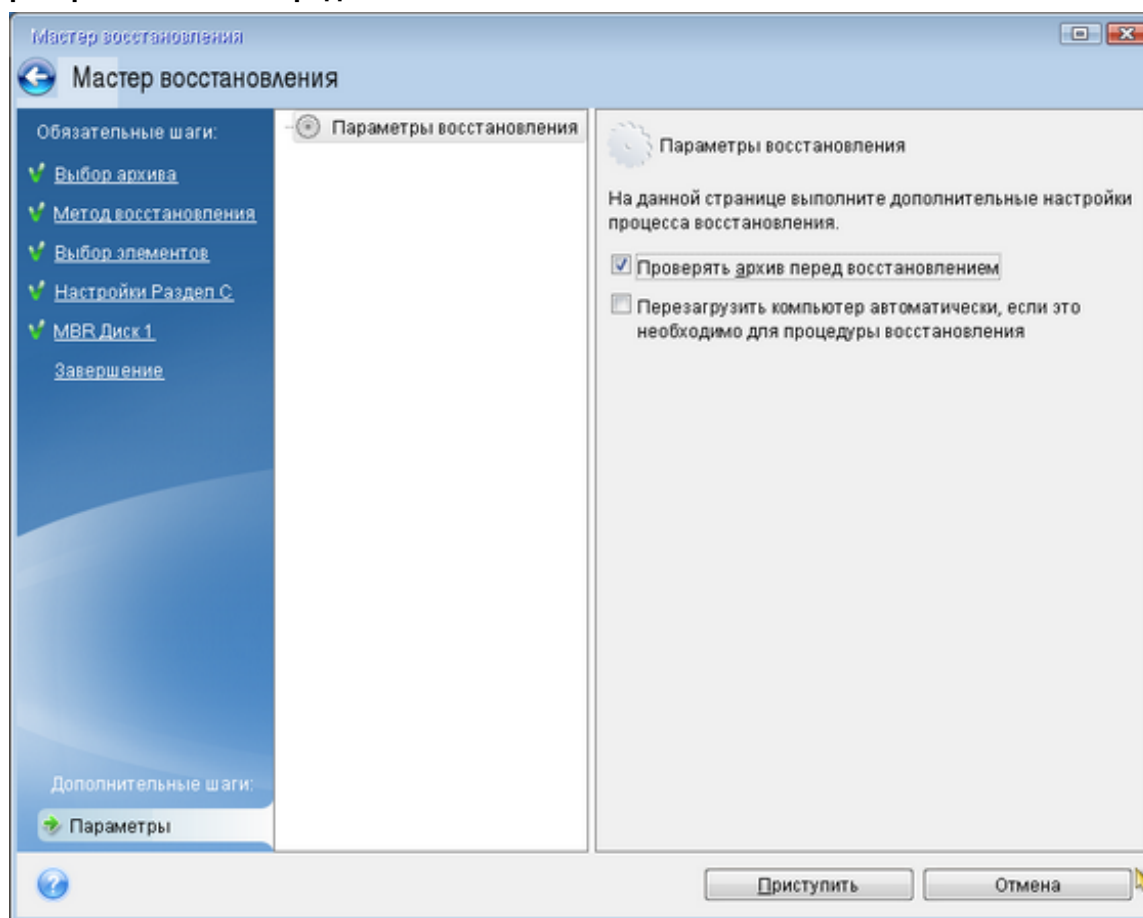 Мастер восстановления
Мастер восстановления
Обязательные шаги:
Выбор архива
Метод восстановления
Выбор элементов
Настройки Раздел C
MBR Диск 1
Завершение
Дополнительные шаги:
Параметры
Параметры восстановления
Параметры восстановления
На данной странице выполните дополнительные настройки
процесса восстановления.
Проверять архив перед восстановлением
Перезагрузить компьютер автоматически, если это
необходимо для процедуры восстановления
Приступить
Отмена